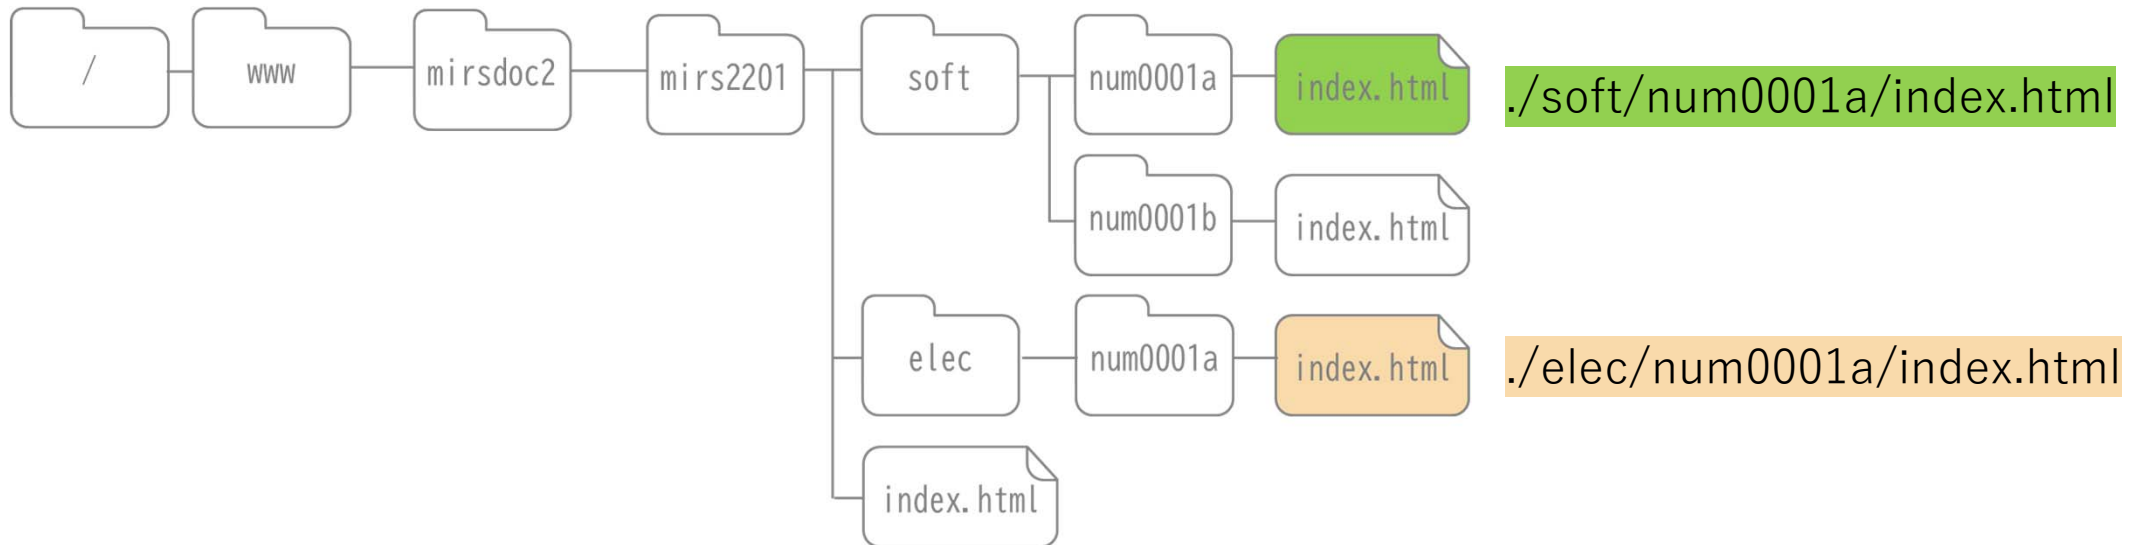 /
www
mirsdoc2
mirs2201
soft
num0001a
index.html
./soft/num0001a/index.html
num0001b
index.html
elec
num0001a
index.html
./elec/num0001a/index.html
index.html